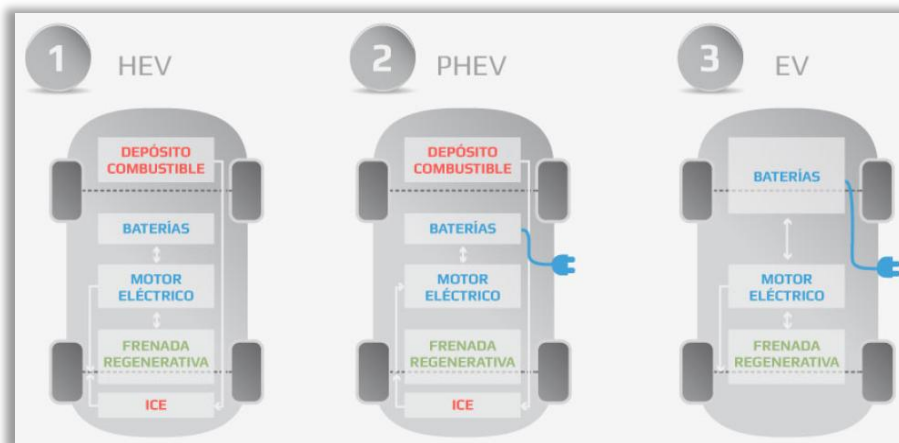 1 HEV
DEPÓSITO
COMBUSTIBLE
BATERÍAS
MOTOR
ELÉCTRICO
FRENADA
REGENERATIVA
ICE
2 PHEV
DEPÓSITO
COMBUSTIBLE
BATERÍAS
MOTOR
ELÉCTRICO
FRENADA
REGENERATIVA
ICE
3 EV
BATERÍAS
MOTOR
ELÉCTRICO
FRENADA
REGENERATIVA